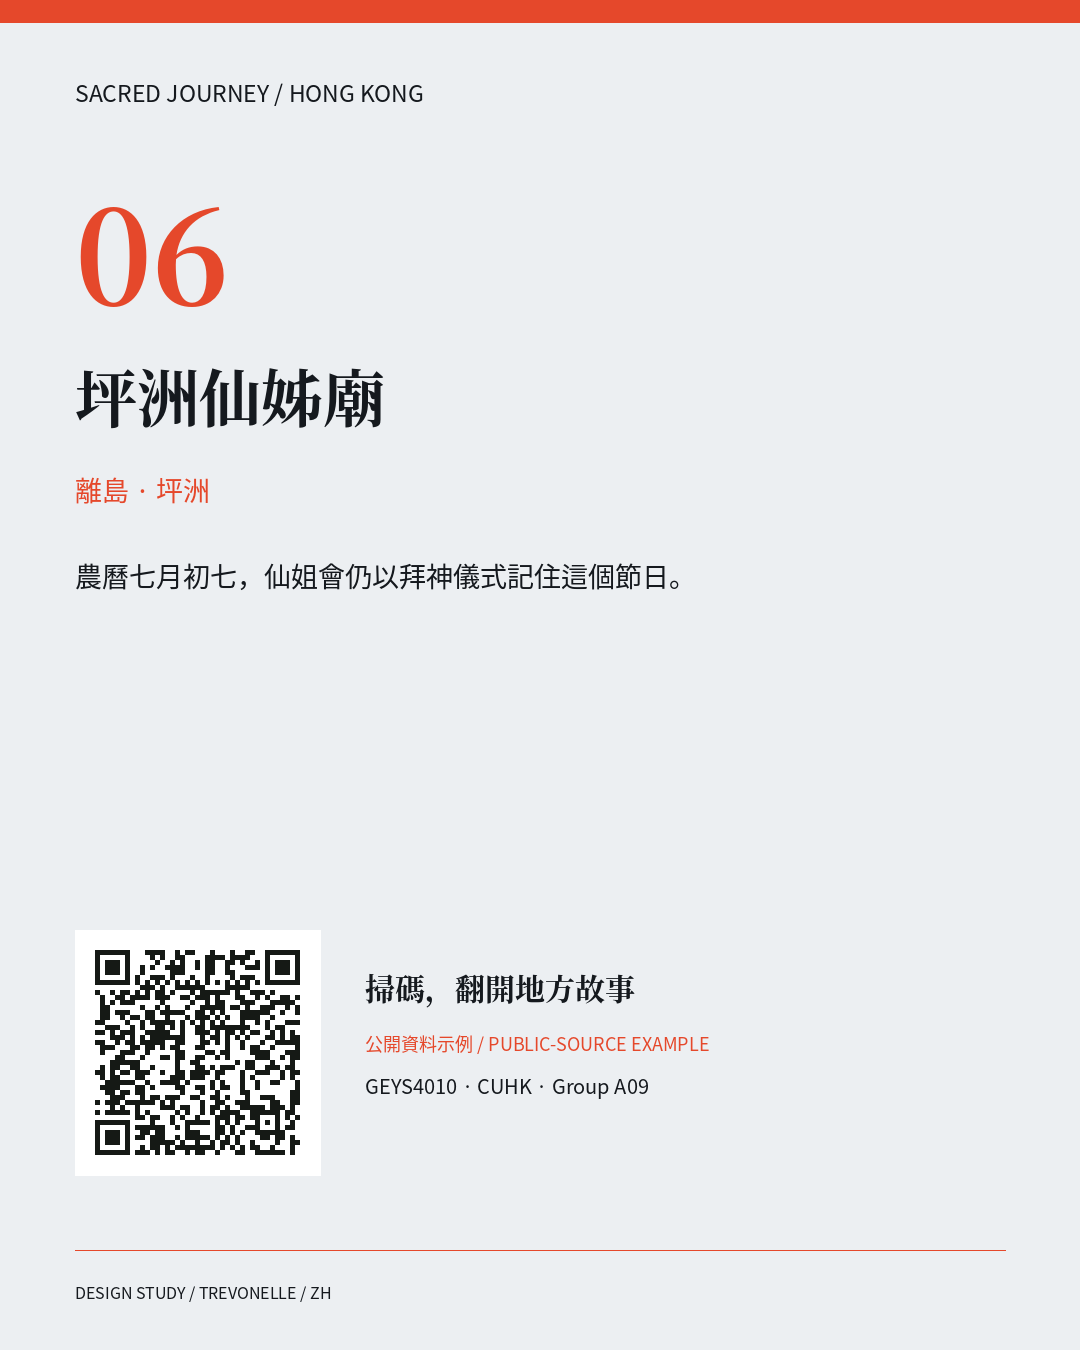 SACRED JOURNEY / HONG KONG
06
坪洲仙姊廟
離島 · 坪洲
農曆七月初七，仙姐會仍以拜神儀式記住這個節日。
掃碼，翻開地方故事
公開資料示例 / PUBLIC-SOURCE EXAMPLE
GEYS4010 · CUHK · Group A09
DESIGN STUDY / TREVONELLE / ZH